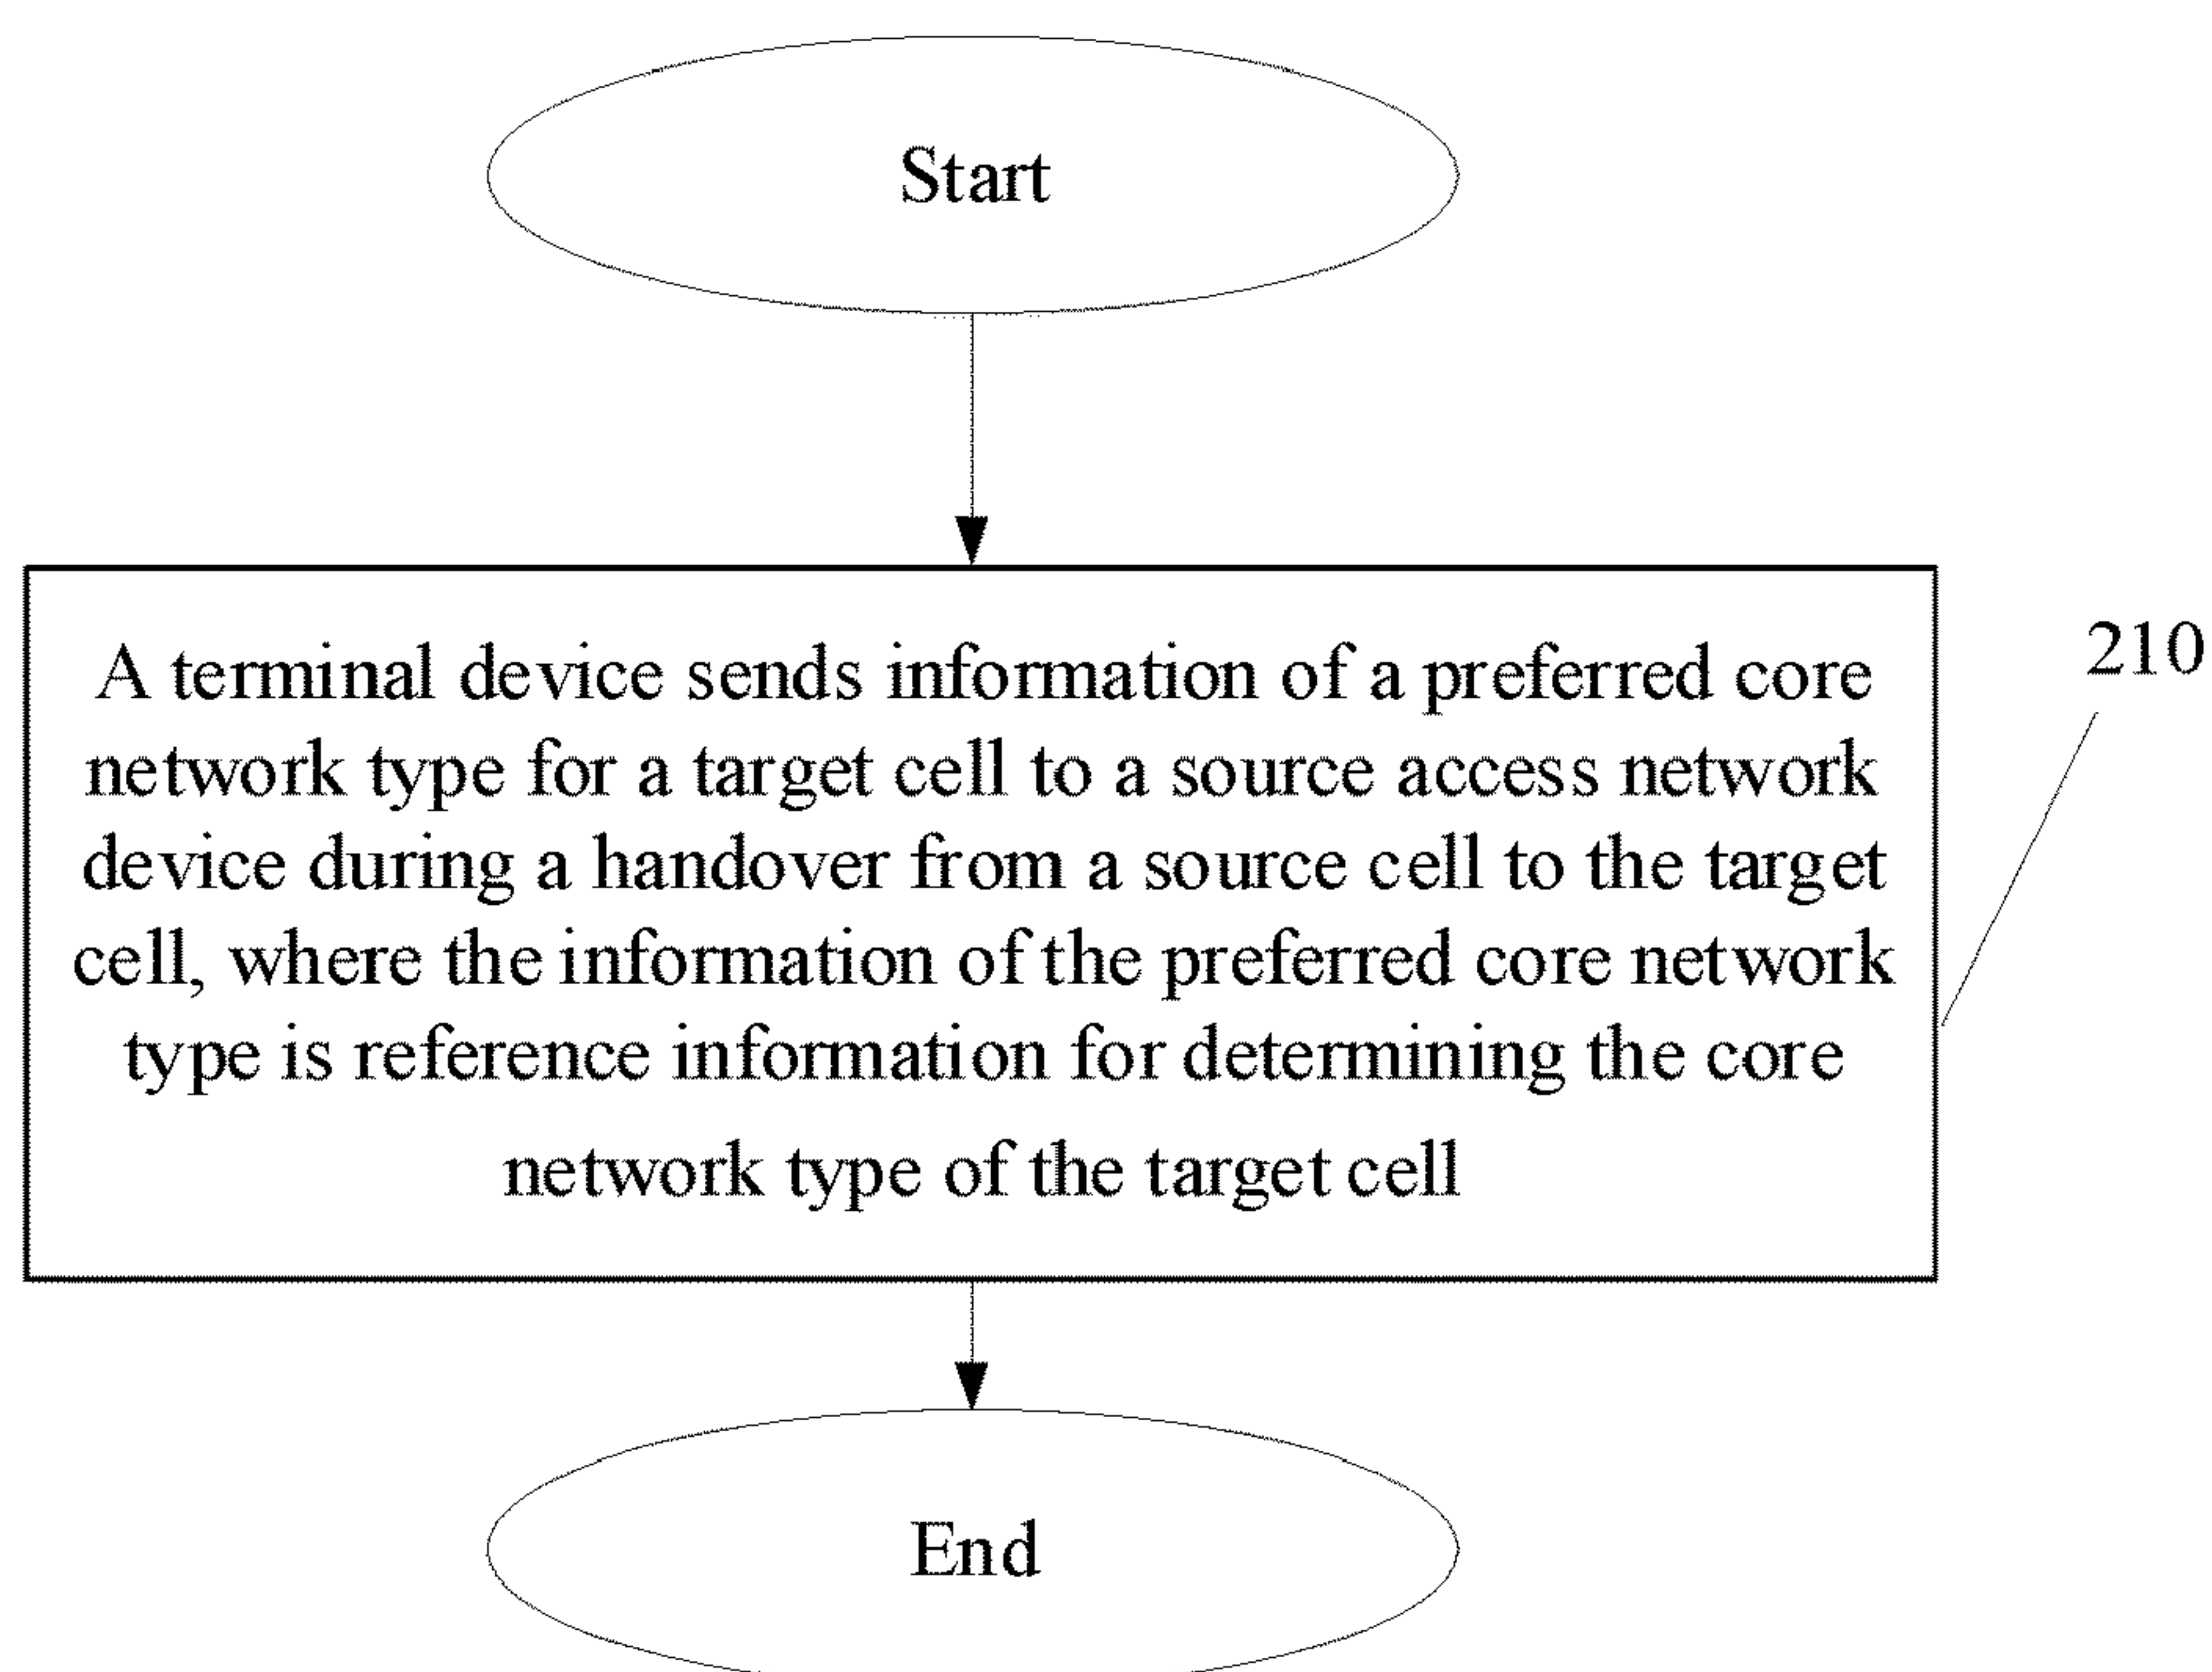 Start
A terminal device sends information of a preferred core
network type for a target cell to a source access network
device during a handover from a source cell to the target
cell, where the information of the preferred core network
type is reference information for determining the core
network type of the target cell
210
End